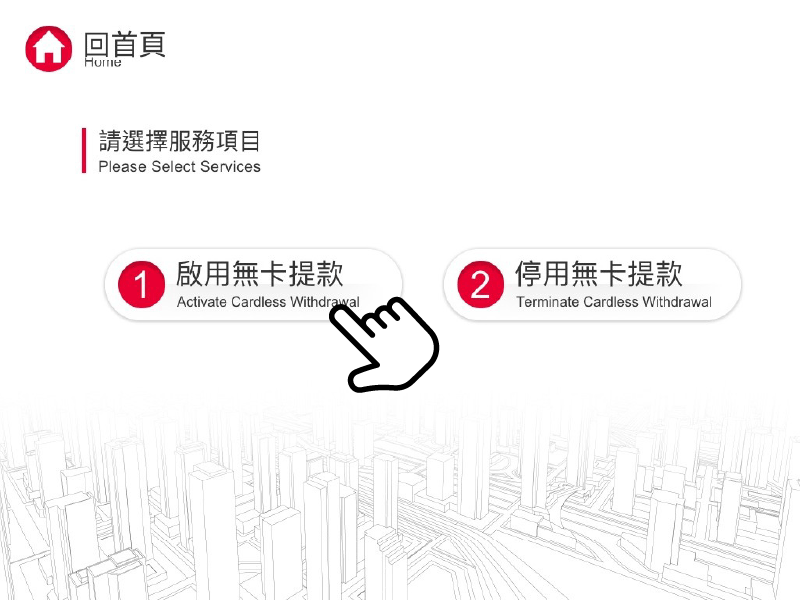 回首頁
Home
請選擇服務項目
Please Select Services
1 啟用無卡提款
Activate Cardless Withdrawal
2 停用無卡提款
Terminate Cardless Withdrawal